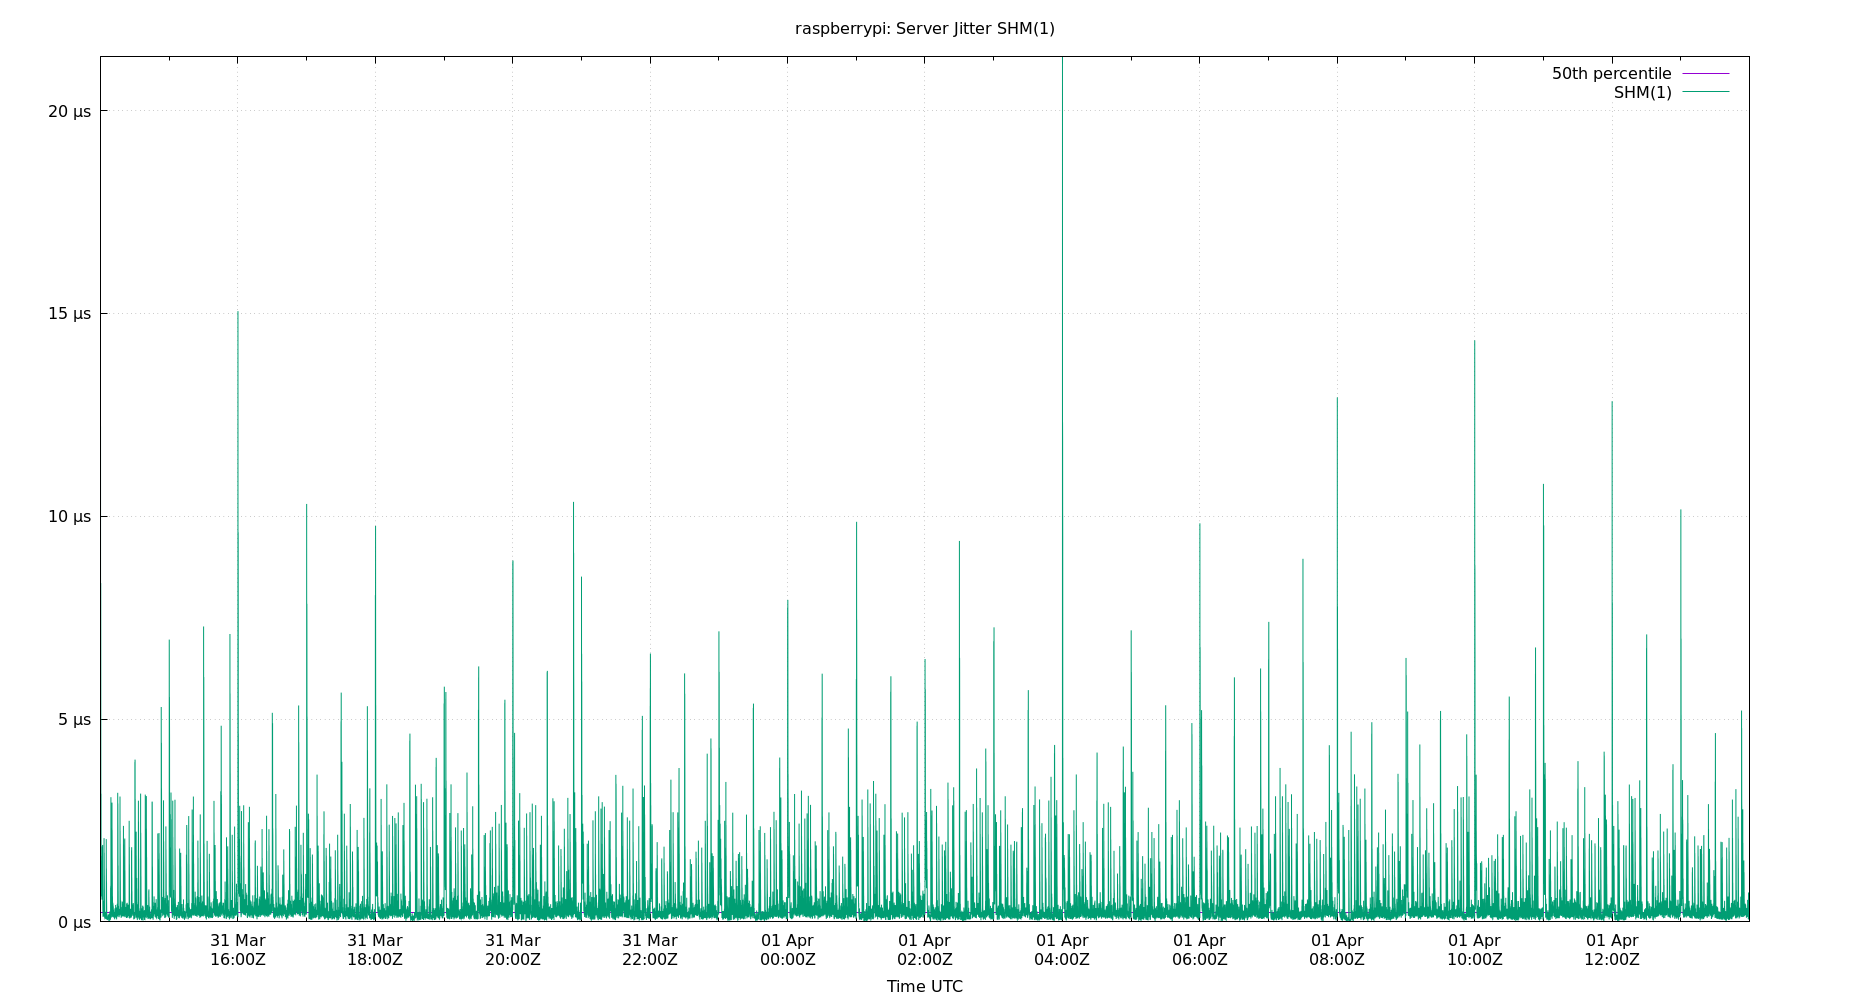 raspberrypi: Server Jitter SHM(1)
50th percentile
SHM(1)
20 µs
15 µs
10 µs
5 µs
0 µs
31 Mar 31 Mar 31 Mar 31 Mar 01 Apr 01 Apr 01 Apr 01 Apr 01 Apr 01 Apr 01 Apr
16:00Z 18:00Z 20:00Z 22:00Z 00:00Z 02:00Z 04:00Z 06:00Z 08:00Z 10:00Z 12:00Z
Time UTC